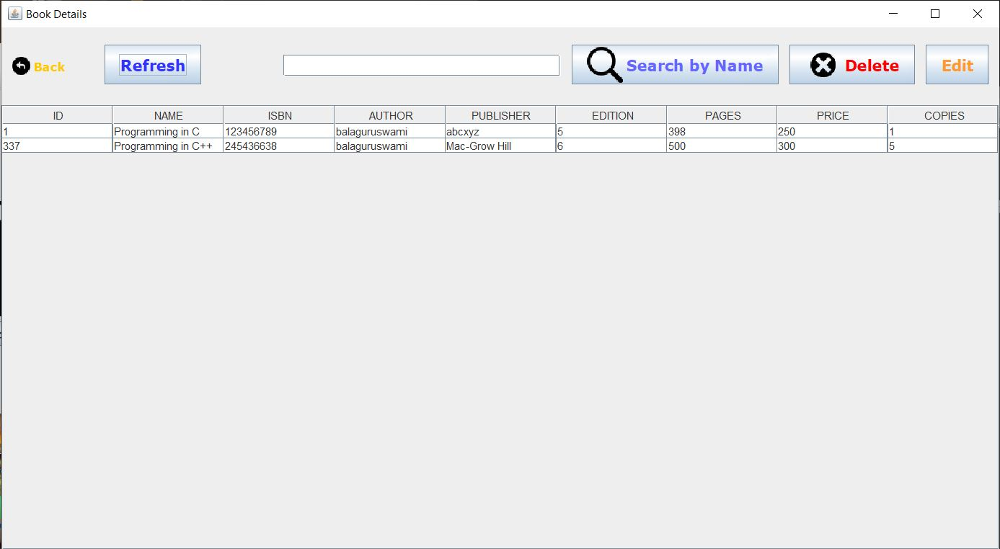 Book Details
Back Refresh Search by Name Delete Edit
ID NAME ISBN AUTHOR PUBLISHER EDITION PAGES PRICE COPIES
1 Programming in C 123456789 balaguruswami abcxyz 5 398 250 1
337 Programming in C++ 245436638 balaguruswami Mac-Grow Hill 6 500 300 5